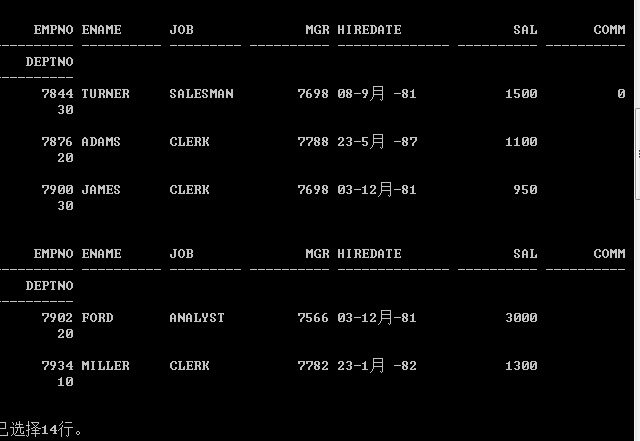 EMPNO ENAME JOB MGR HIREDATE SAL COMM
---------- ---------- --------- ---------- -------------- ---------- ----------
DEPTNO
----------
7844 TURNER SALESMAN 7698 08-9月 -81 1500 0
30
7876 ADAMS CLERK 7788 23-5月 -87 1100
20
7900 JAMES CLERK 7698 03-12月-81 950
30
EMPNO ENAME JOB MGR HIREDATE SAL COMM
---------- ---------- --------- ---------- -------------- ---------- ----------
DEPTNO
----------
7902 FORD ANALYST 7566 03-12月-81 3000
20
7934 MILLER CLERK 7782 23-1月 -82 1300
10
已选择14行。